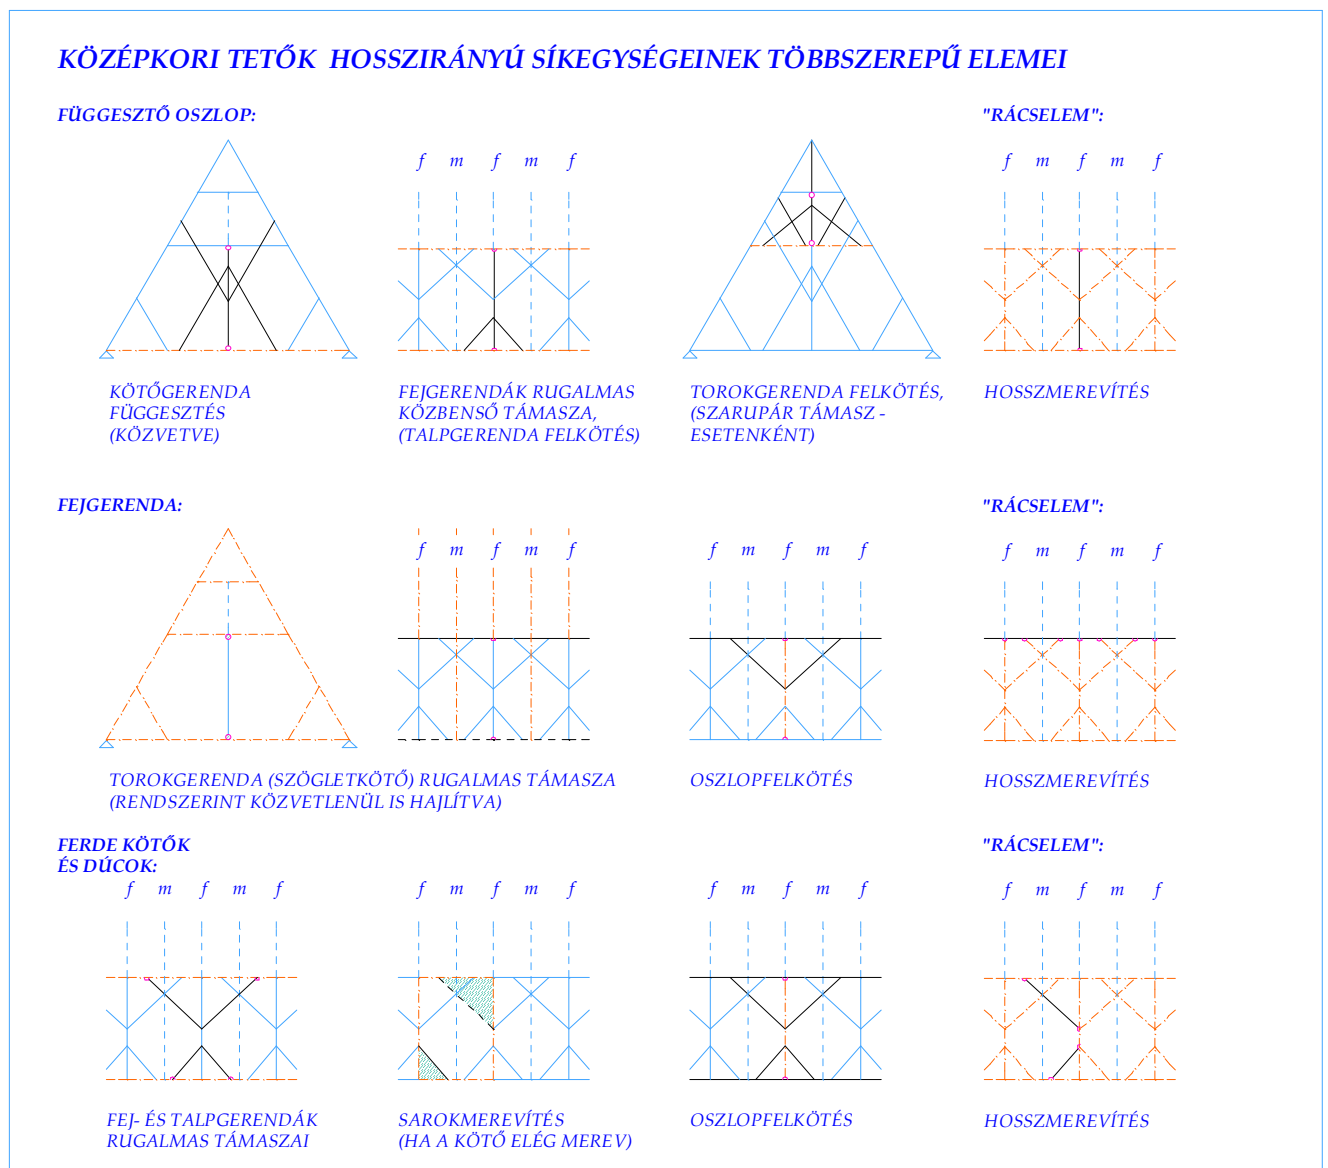 KÖZÉPKORI TETŐK HOSSZIRÁNYÚ SÍKEGYSÉGEINEK TÖBBSZEREPŰ ELEMEI
FÜGGESZTŐ OSZLOP:
"RÁCSELEM":
f m f m f
f m f m f
KÖTŐGERENDA
FÜGGESZTÉS
(KÖZVETVE)
FEJGERENDÁK RUGALMAS
KÖZBENSŐ TÁMASZA,
(TALPGERENDA FELKÖTÉS)
TOROKGERENDA FELKÖTÉS,
(SZARUPÁR TÁMASZ -
ESETENKÉNT)
HOSSZMEREVÍTÉS
FEJGERENDA:
"RÁCSELEM":
f m f m f
f m f m f
f m f m f
TOROKGERENDA (SZÖGLETKÖTŐ) RUGALMAS TÁMASZA
(RENDSZERINT KÖZVETLENÜL IS HAJLÍTVA)
OSZLOPFELKÖTÉS
HOSSZMEREVÍTÉS
FERDE KÖTŐK
ÉS DÚCOK:
"RÁCSELEM":
f m f m f
f m f m f
f m f m f
f m f m f
FEJ- ÉS TALPGERENDÁK
RUGALMAS TÁMASZAI
SAROKMEREVÍTÉS
(HA A KÖTŐ ELÉG MEREV)
OSZLOPFELKÖTÉS
HOSSZMEREVÍTÉS